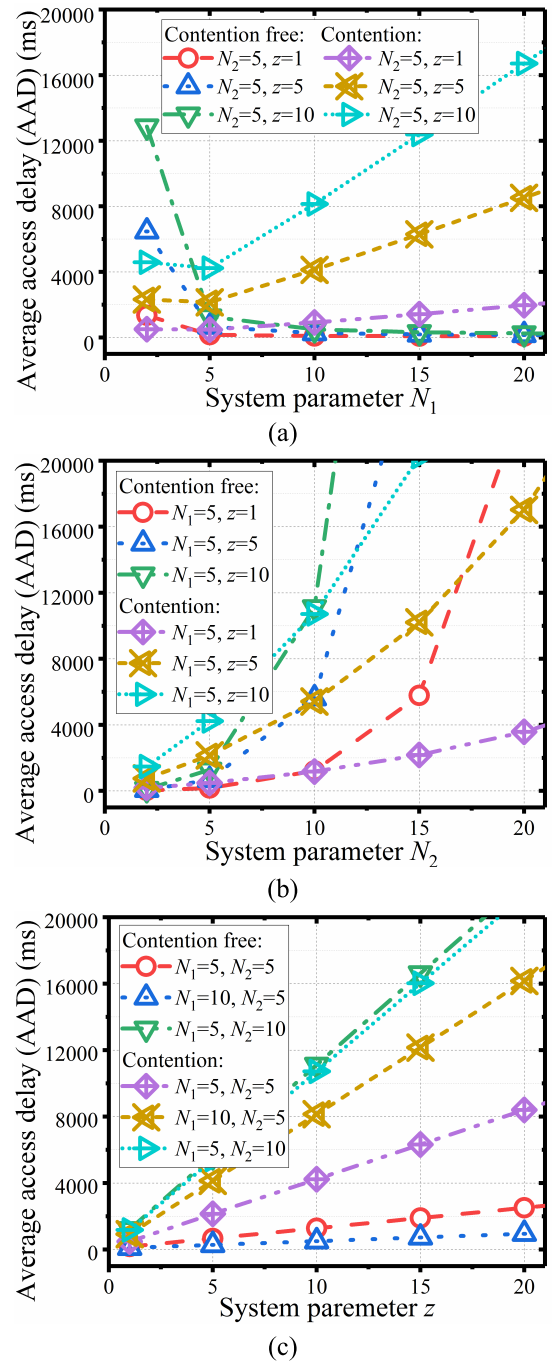 20000
16000
12000
8000
4000
0
Average access delay (AAD) (ms)
Contention free:
N₂=5, z=1
N₂=5, z=5
N₂=5, z=10
Contention:
N₂=5, z=1
N₂=5, z=5
N₂=5, z=10
0 5 10 15 20
System parameter N₁
(a)
20000
16000
12000
8000
4000
0
Average access delay (AAD) (ms)
Contention free:
N₁=5, z=1
N₁=5, z=5
N₁=5, z=10
Contention:
N₁=5, z=1
N₁=5, z=5
N₁=5, z=10
0 5 10 15 20
System parameter N₂
(b)
20000
16000
12000
8000
4000
0
Average access delay (AAD) (ms)
Contention free:
N₁=5, N₂=5
N₁=10, N₂=5
N₁=5, N₂=10
Contention:
N₁=5, N₂=5
N₁=10, N₂=5
N₁=5, N₂=10
0 5 10 15 20
System paremeter z
(c)